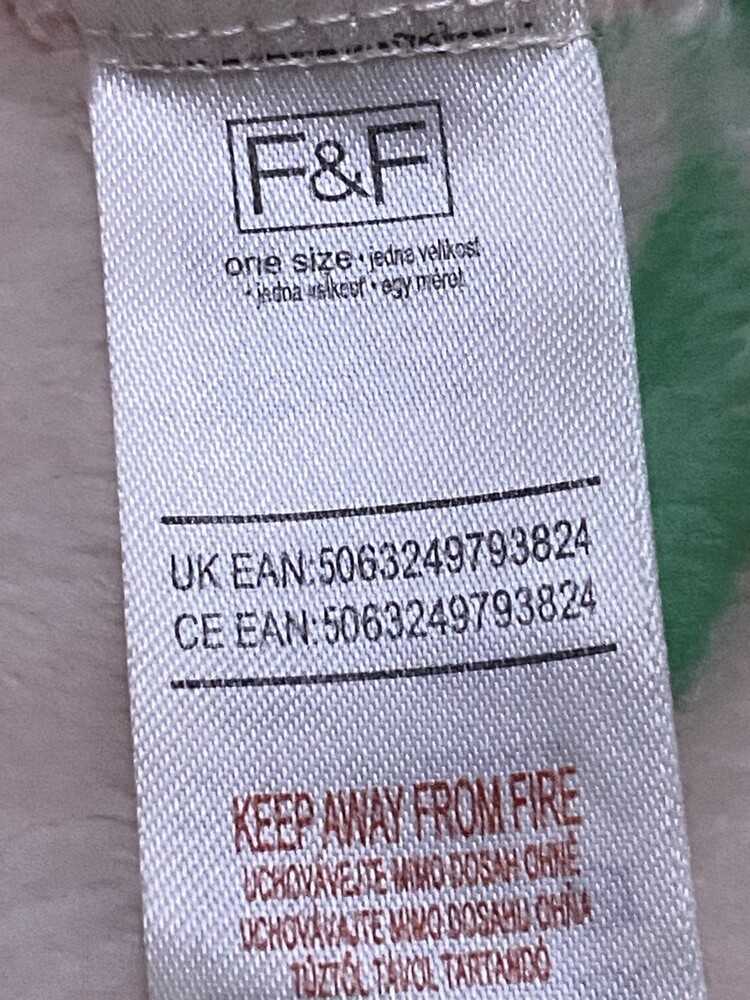 F&F
one size • jedna velikost
• jedna velkosť • egy méret
UK EAN:5063249793824
CE EAN:5063249793824
KEEP AWAY FROM FIRE
UCHOVÁVEJTE MIMO DOSAH OHNĚ
UCHOVÁVAJTE MIMO DOSAHU OHŇA
TŰZTŐL TÁVOL TARTANDÓ